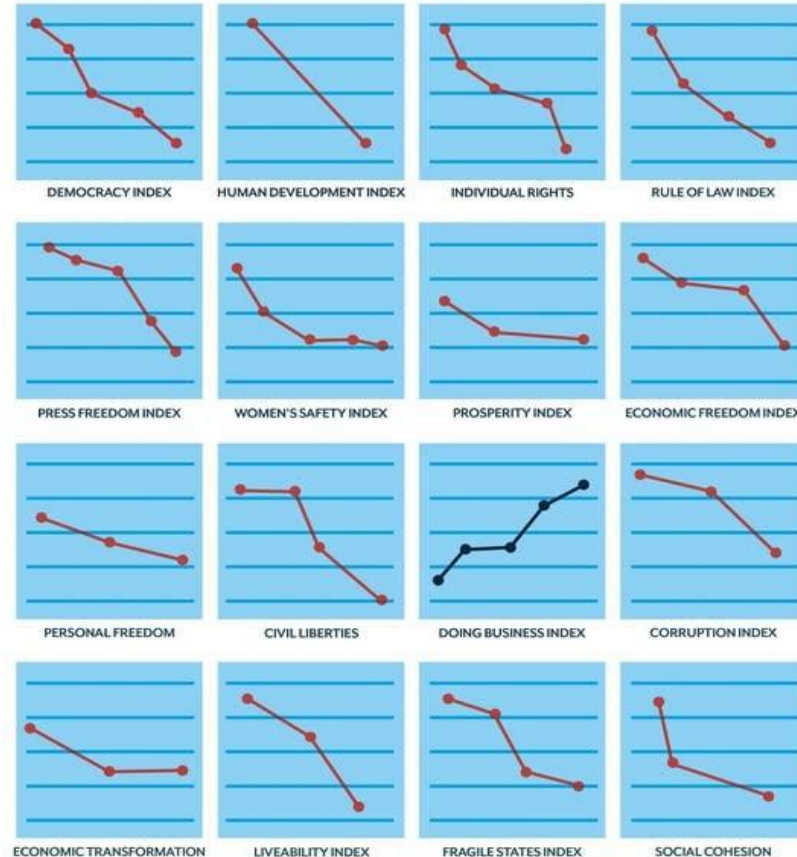 DEMOCRACY INDEX
HUMAN DEVELOPMENT INDEX
INDIVIDUAL RIGHTS
RULE OF LAW INDEX
PRESS FREEDOM INDEX
WOMEN'S SAFETY INDEX
PROSPERITY INDEX
ECONOMIC FREEDOM INDEX
PERSONAL FREEDOM
CIVIL LIBERTIES
DOING BUSINESS INDEX
CORRUPTION INDEX
ECONOMIC TRANSFORMATION
LIVEABILITY INDEX
FRAGILE STATES INDEX
SOCIAL COHESION